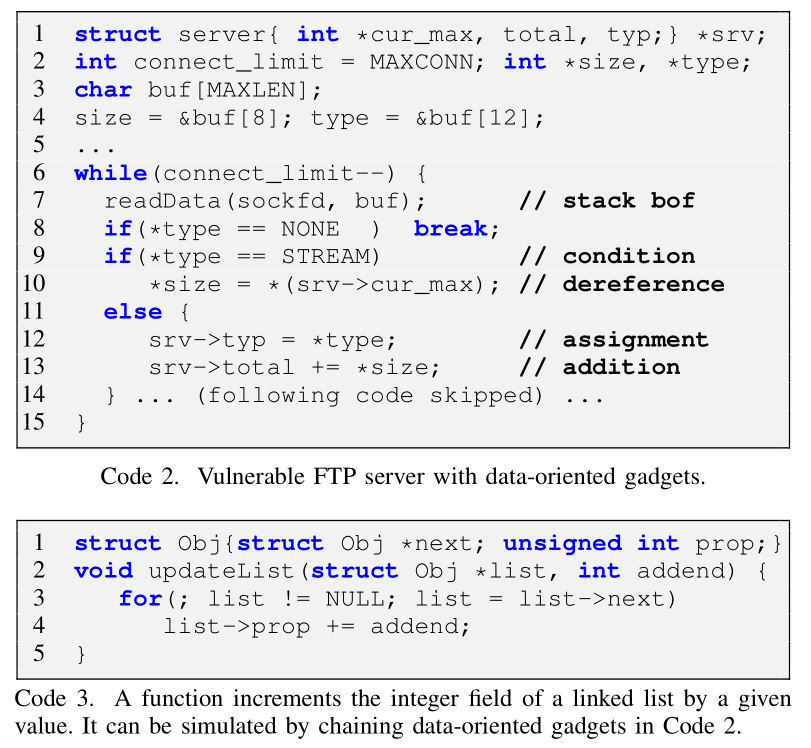 1 struct server{ int *cur_max, total, typ;} *srv;
2 int connect_limit = MAXCONN; int *size, *type;
3 char buf[MAXLEN];
4 size = &buf[8]; type = &buf[12];
5 ...
6 while(connect_limit--) {
7   readData(sockfd, buf);       // stack bof
8   if(*type == NONE  )  break;
9   if(*type == STREAM)          // condition
10      *size = *(srv->cur_max); // dereference
11   else {
12      srv->typ = *type;        // assignment
13      srv->total += *size;     // addition
14   } ... (following code skipped) ...
15 }
Code 2. Vulnerable FTP server with data-oriented gadgets.
1 struct Obj{struct Obj *next; unsigned int prop;}
2 void updateList(struct Obj *list, int addend) {
3    for(; list != NULL; list = list->next)
4       list->prop += addend;
5 }
Code 3. A function increments the integer field of a linked list by a given
value. It can be simulated by chaining data-oriented gadgets in Code 2.